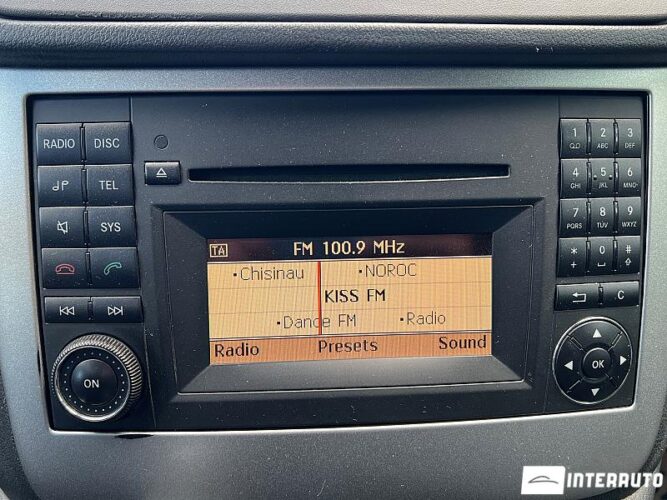 RADIO DISC
TEL
SYS
ON
TA FM 100.9 MHz
•Chisinau •NOROC
KISS FM
•Dance FM •Radio
Radio Presets Sound
1 2 3
Q.D ABC DEF
4 5 6
GHI JKL MNO
7 8 9
PQRS TUV WXYZ
* 0 #
+
C
OK
INTERRAUTO